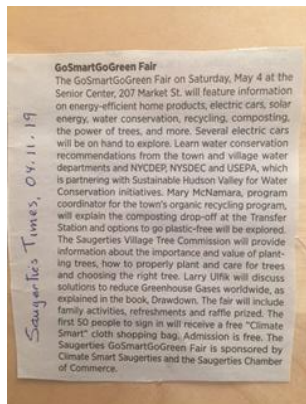 GoSmartGoGreen Fair
The GoSmartGoGreen Fair on Saturday, May 4 at the
Senior Center, 207 Market St. will feature information
on energy-efficient home products, electric cars, solar
energy, water conservation, recycling, composting,
the power of trees, and more. Several electric cars
will be on hand to explore. Learn water conservation
recommendations from the town and village water
departments and NYCDEP, NYSDEC and USEPA, which
is partnering with Sustainable Hudson Valley for Water
Conservation initiatives. Mary McNamara, program
coordinator for the town's organic recycling program,
will explain the composting drop-off at the Transfer
Station and options to go plastic-free will be explored.
The Saugerties Village Tree Commission will provide
information about the importance and value of plant-
ing trees, how to properly plant and care for trees
and choosing the right tree. Larry Ulfik will discuss
solutions to reduce Greenhouse Gases worldwide, as
explained in the book, Drawdown. The fair will include
family activities, refreshments and raffle prized. The
first 50 people to sign in will receive a free "Climate
Smart" cloth shopping bag. Admission is free. The
Saugerties GoSmartGoGreen Fair is sponsored by
Climate Smart Saugerties and the Saugerties Chamber
of Commerce.
Saugerties Times, 04.11.19